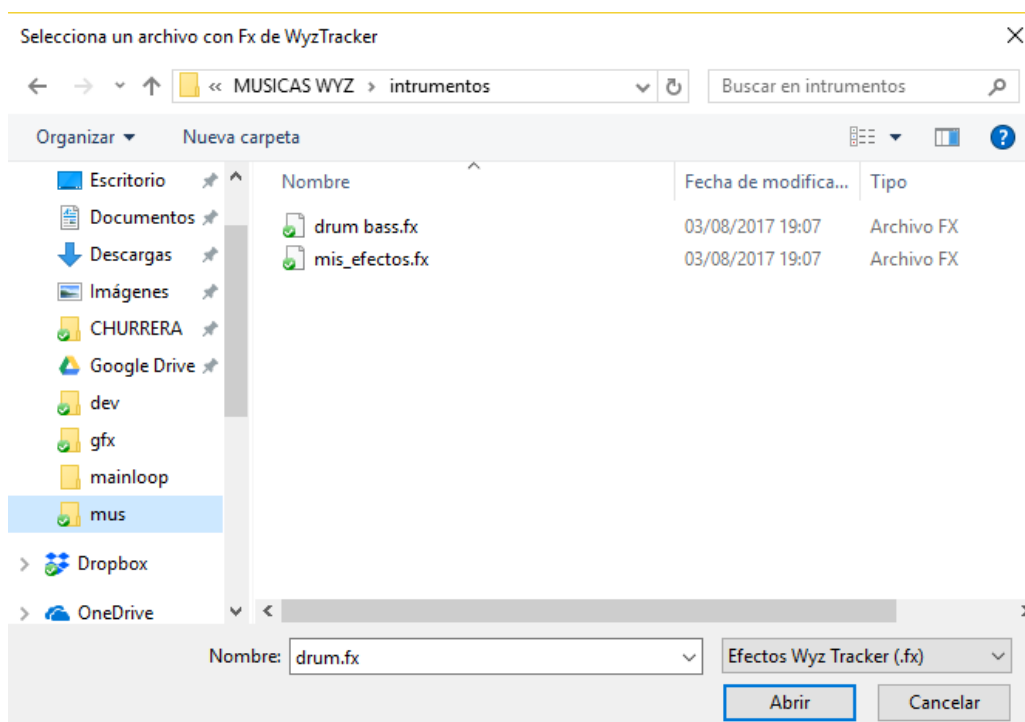 Selecciona un archivo con Fx de WyzTracker
« MUSICAS WYZ > intrumentos
Buscar en intrumentos
Organizar
Nueva carpeta
Escritorio
Documentos
Descargas
Imágenes
CHURRERA
Google Drive
dev
gfx
mainloop
mus
Dropbox
OneDrive
Nombre Fecha de modifica... Tipo
drum bass.fx 03/08/2017 19:07 Archivo FX
mis_efectos.fx 03/08/2017 19:07 Archivo FX
Nombre: drum.fx
Efectos Wyz Tracker (.fx)
Abrir
Cancelar